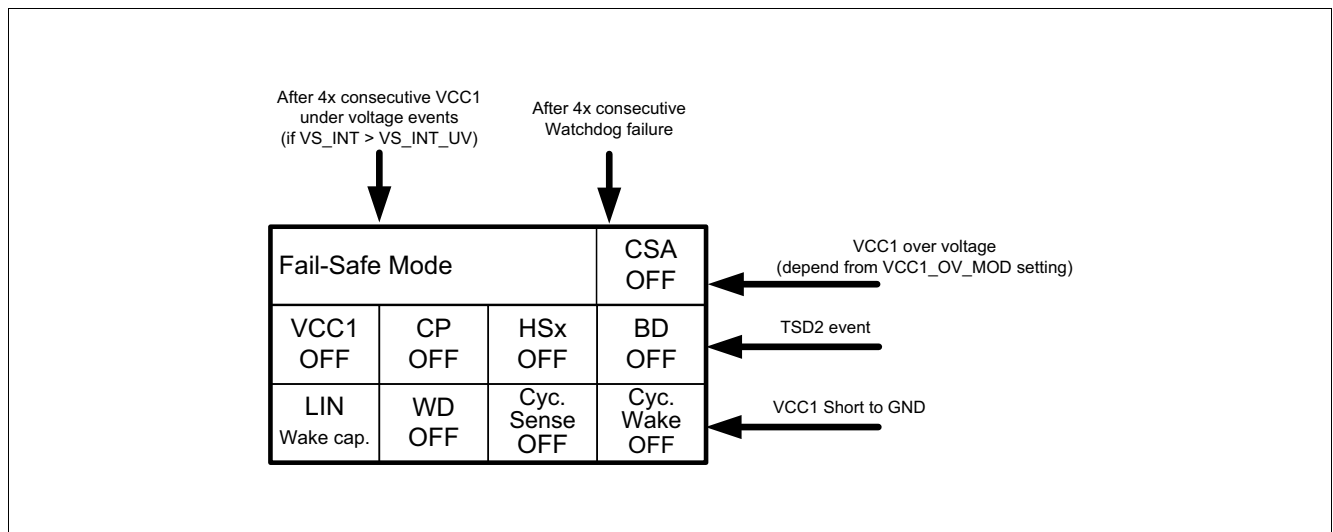 After 4x consecutive VCC1
under voltage events
(if VS_INT > VS_INT_UV)
After 4x consecutive
Watchdog failure
Fail-Safe Mode
CSA
OFF
VCC1 over voltage
(depend from VCC1_OV_MOD setting)
VCC1
OFF
CP
OFF
HSx
OFF
BD
OFF
TSD2 event
LIN
Wake cap.
WD
OFF
Cyc.
Sense
OFF
Cyc.
Wake
OFF
VCC1 Short to GND